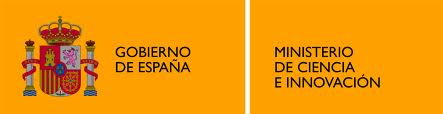 GOBIERNO
DE ESPAÑA
MINISTERIO
DE CIENCIA
E INNOVACIÓN